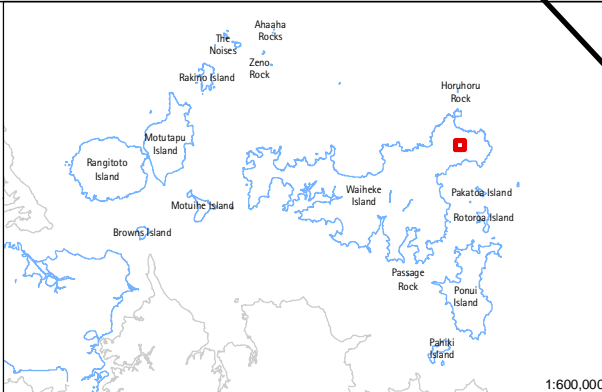 Ahaaha
Rocks
The
Noises
Zeno
Rock
Rakino Island
Horuhoru
Rock
Motutapu
Island
Rangitoto
Island
Waiheke
Island
Pakatoa Island
Motuihe Island
Rotoroa Island
Browns Island
Passage
Rock
Ponui
Island
Pahiki
Island
1:600,000